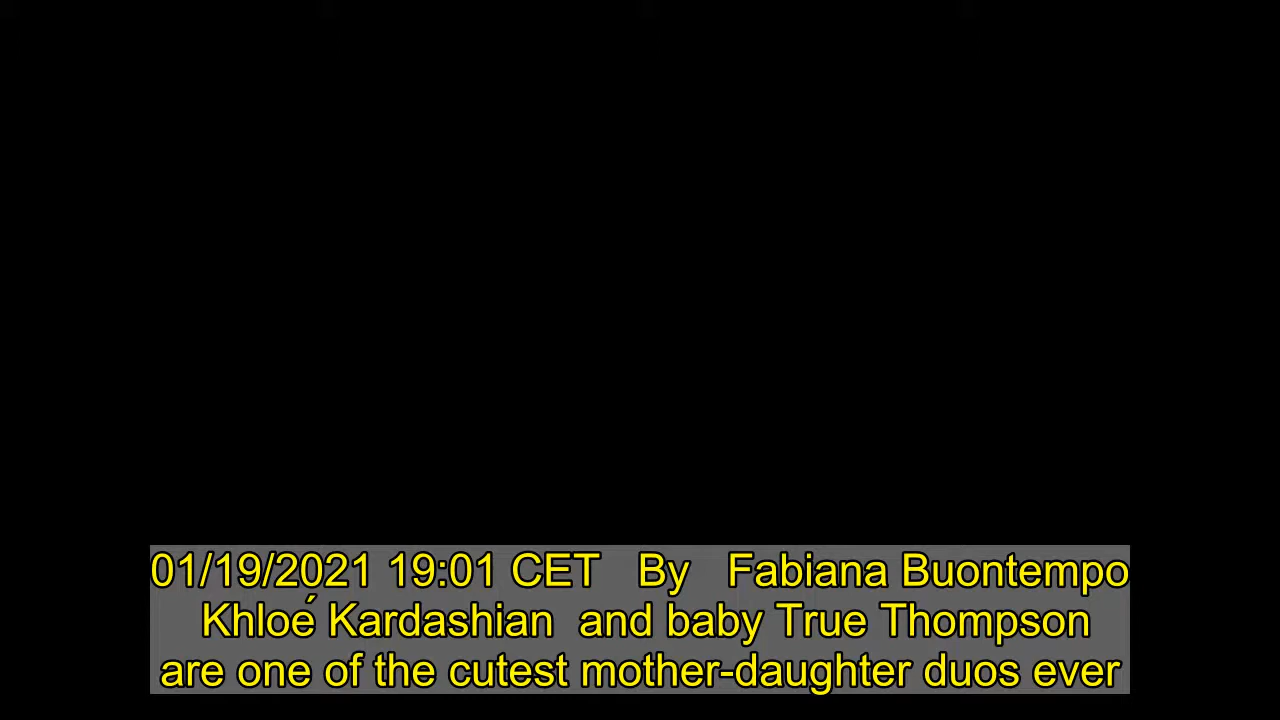 01/19/2021 19:01 CET   By   Fabiana Buontempo
Khloé Kardashian  and baby True Thompson
are one of the cutest mother-daughter duos ever